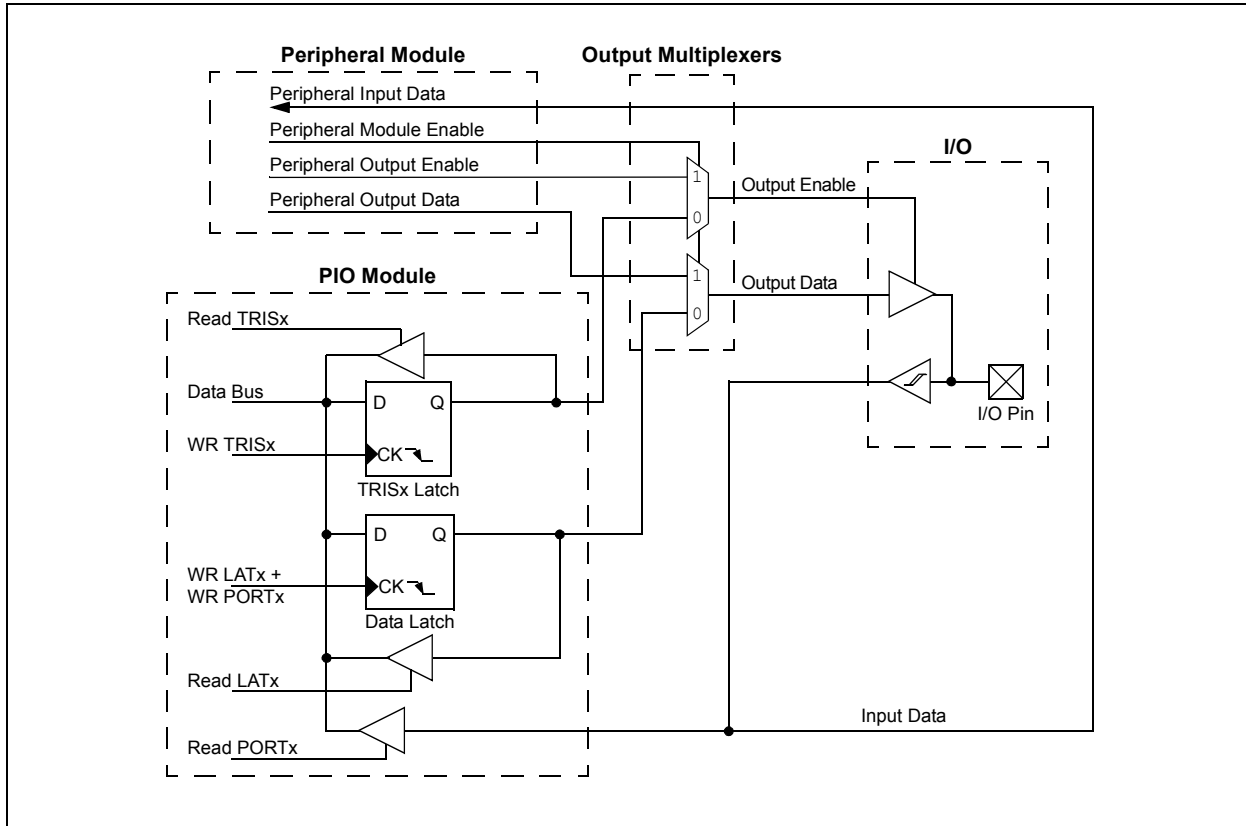 Peripheral Module
Output Multiplexers
Peripheral Input Data
Peripheral Module Enable
Peripheral Output Enable
Peripheral Output Data
1
0
1
0
Output Enable
Output Data
I/O
I/O Pin
PIO Module
Read TRISx
Data Bus
D Q
WR TRISx
CK
TRISx Latch
D Q
WR LATx +
WR PORTx
CK
Data Latch
Read LATx
Read PORTx
Input Data